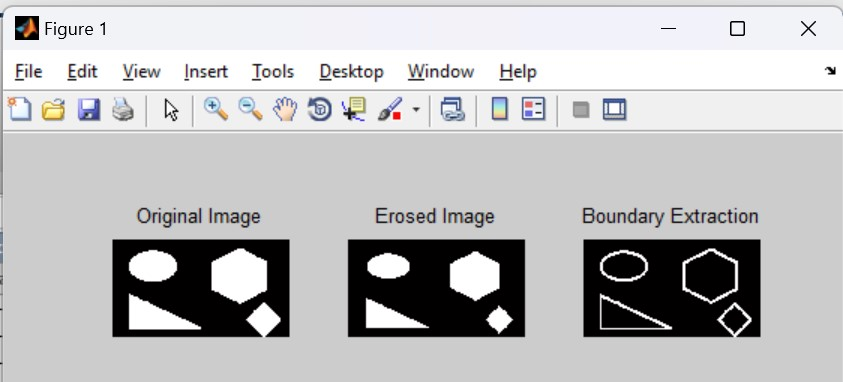 Figure 1
File Edit View Insert Tools Desktop Window Help
Original Image Erosed Image Boundary Extraction